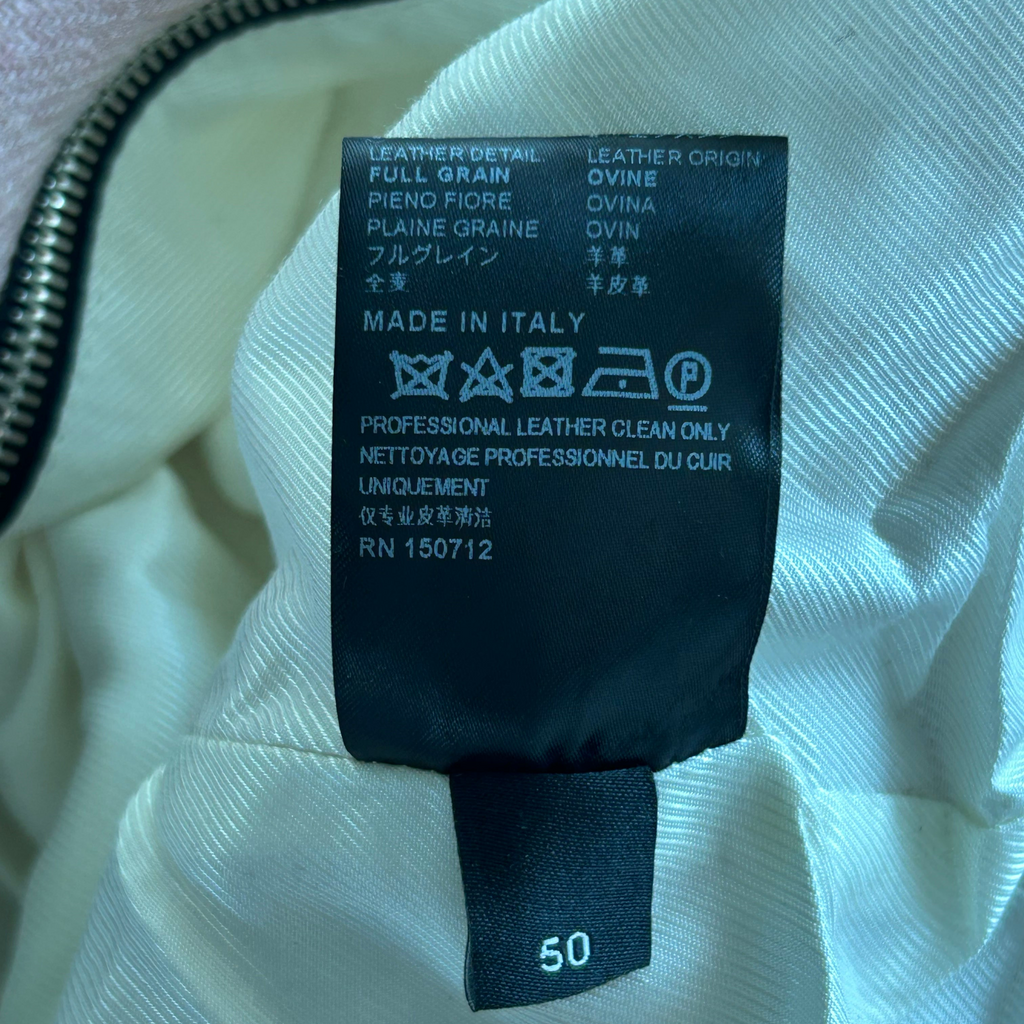 LEATHER DETAIL: LEATHER ORIGIN:
FULL GRAIN OVINE
PIENO FIORE OVINA
PLAINE GRAINE OVIN
フルグレイン 羊革
全麦 羊皮革
MADE IN ITALY
P
PROFESSIONAL LEATHER CLEAN ONLY
NETTOYAGE PROFESSIONNEL DU CUIR
UNIQUEMENT
仅专业皮革清洁
RN 150712
50